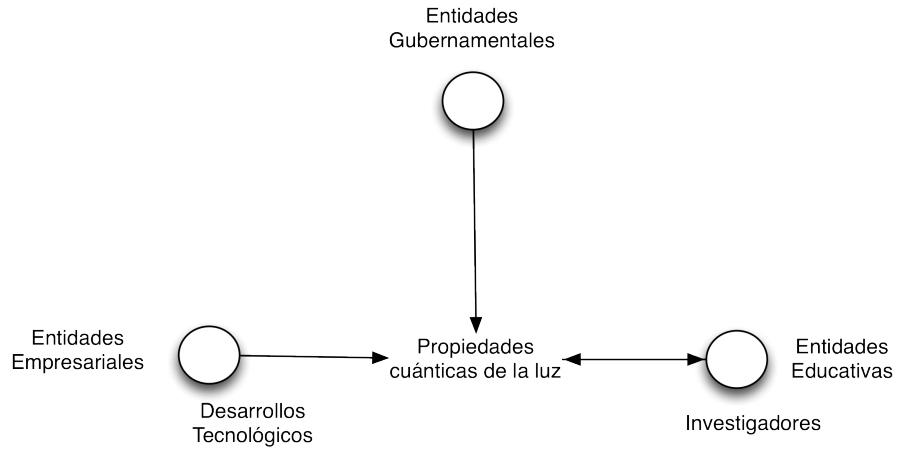 Entidades
Gubernamentales
Entidades
Empresariales
Propiedades
cuánticas de la luz
Entidades
Educativas
Desarrollos
Tecnológicos
Investigadores